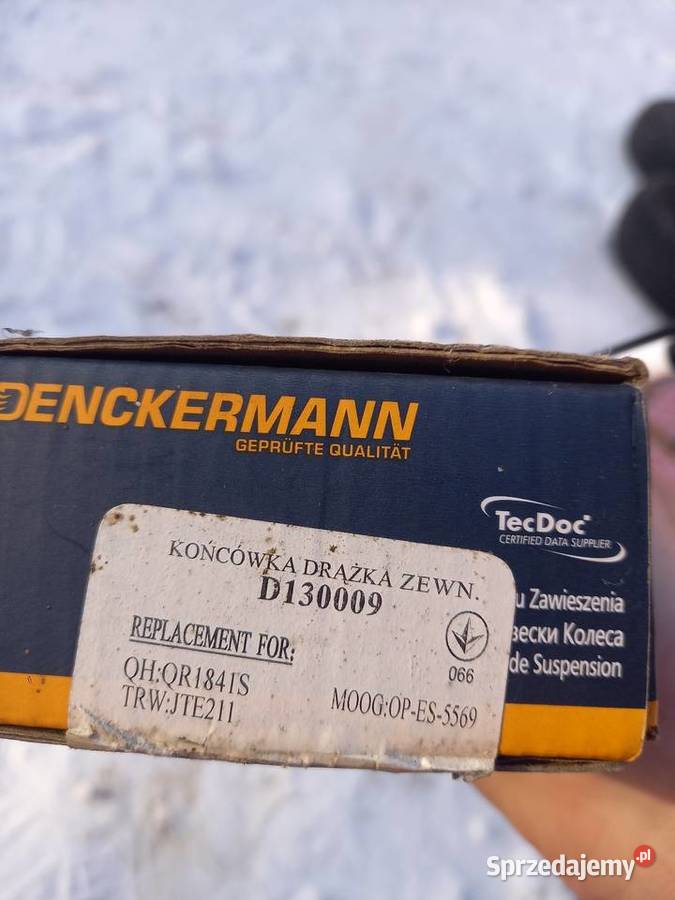 DENCKERMANN
GEPRÜFTE QUALITÄT
TecDoc
CERTIFIED DATA SUPPLIER
KOŃCÓWKA DRĄŻKA ZEWN.
D130009
REPLACEMENT FOR:
QH:QR1841S
TRW:JTE211
MOOG:OP-ES-5569
066
u Zawieszenia
вески Колеса
de Suspension
Sprzedajemy.pl